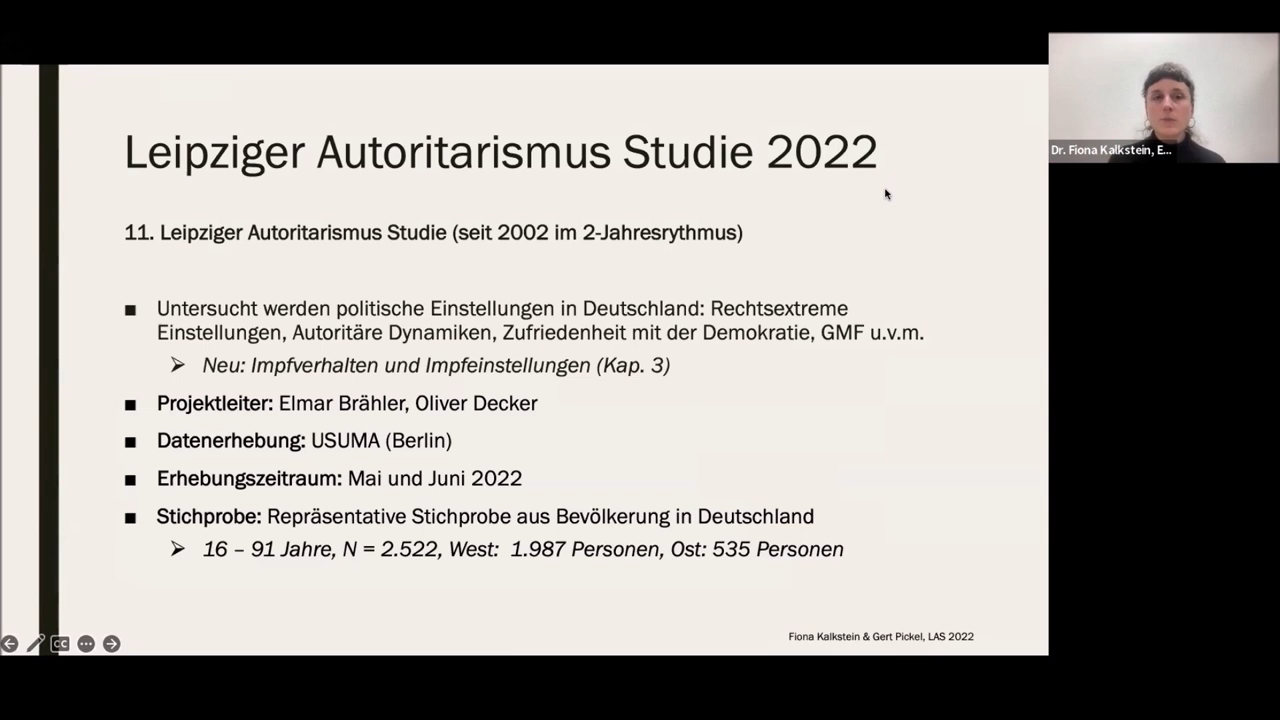 Leipziger Autoritarismus Studie 2022
11. Leipziger Autoritarismus Studie (seit 2002 im 2-Jahresrythmus)
■ Untersucht werden politische Einstellungen in Deutschland: Rechtsextreme
Einstellungen, Autoritäre Dynamiken, Zufriedenheit mit der Demokratie, GMF u.v.m.
➢ Neu: Impfverhalten und Impfeinstellungen (Kap. 3)
■ Projektleiter: Elmar Brähler, Oliver Decker
■ Datenerhebung: USUMA (Berlin)
■ Erhebungszeitraum: Mai und Juni 2022
■ Stichprobe: Repräsentative Stichprobe aus Bevölkerung in Deutschland
➢ 16 – 91 Jahre, N = 2.522, West: 1.987 Personen, Ost: 535 Personen
Fiona Kalkstein & Gert Pickel, LAS 2022
CC
Dr. Fiona Kalkstein, E...